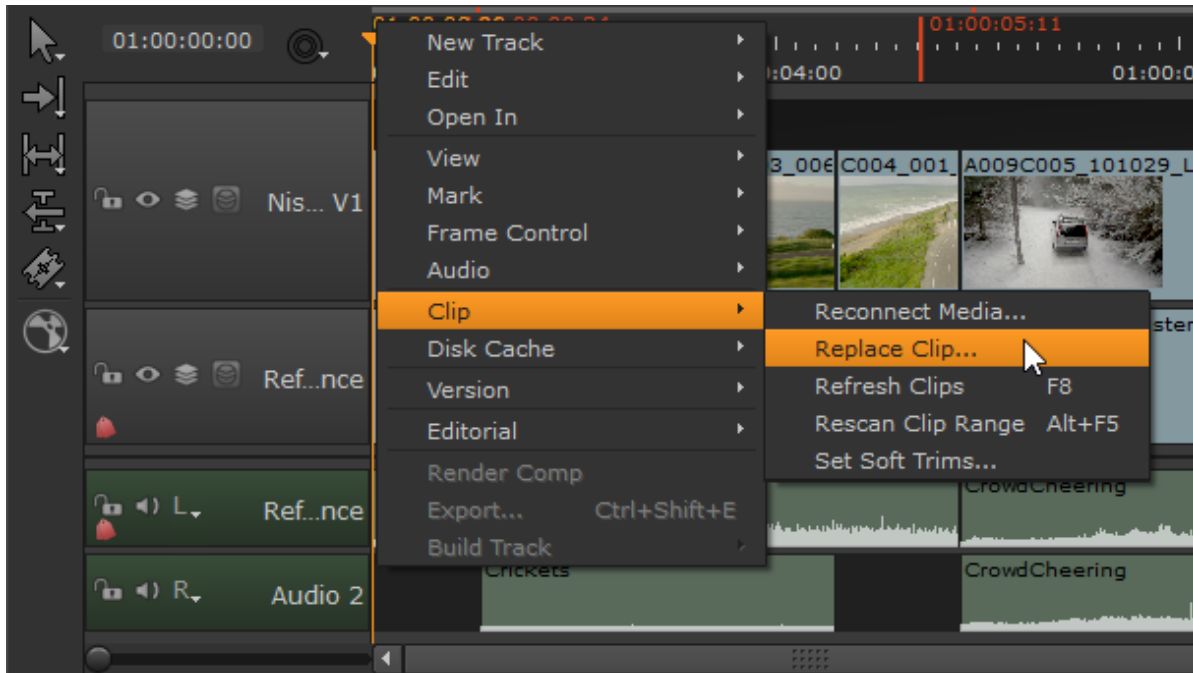 01:00:00:00
01:00:05:11
:04:00
01:00:0
New Track
Edit
Open In
View
Mark
Frame Control
Audio
Clip
Disk Cache
Version
Editorial
Render Comp
Export... Ctrl+Shift+E
Build Track
Reconnect Media...
Replace Clip...
Refresh Clips F8
Rescan Clip Range Alt+F5
Set Soft Trims...
Nis... V1
3_006
C004_001_
A009C005_101029_L
Ref...nce
ster
L
Ref...nce
CrowdCheering
R
Audio 2
Crickets
CrowdCheering